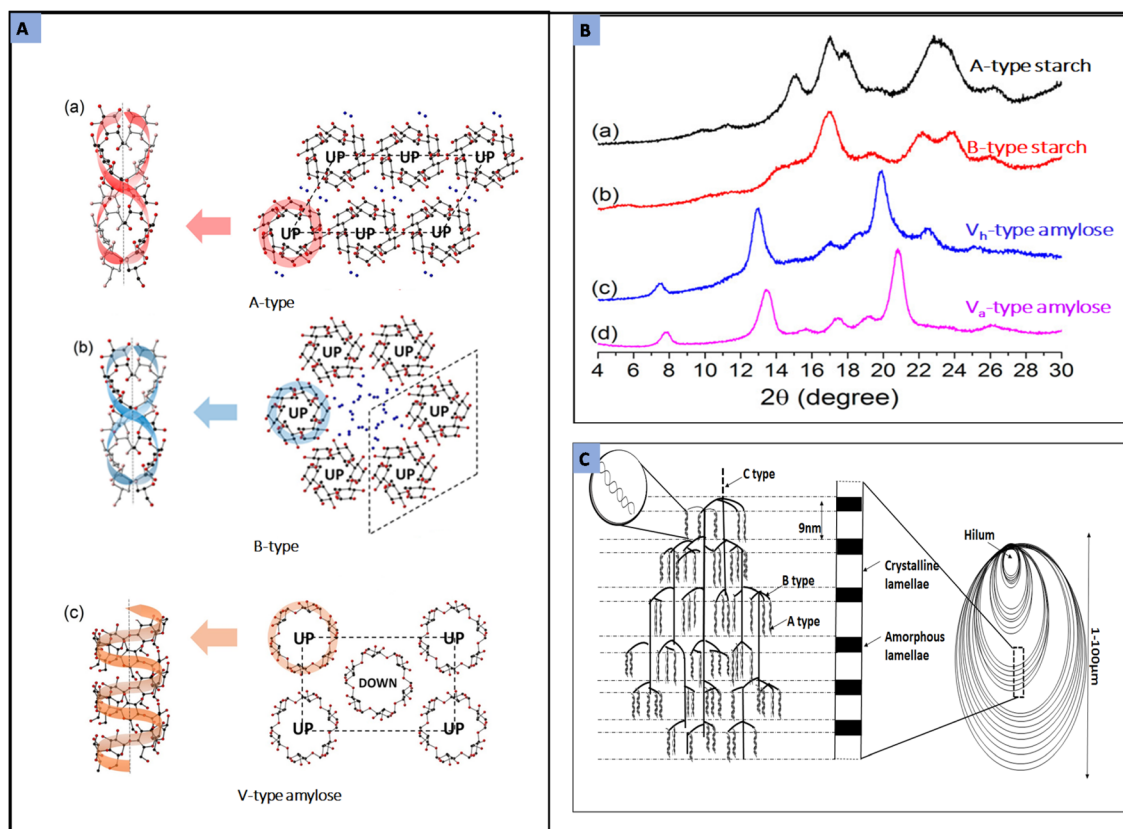 A
(a)
UP UP UP
UP UP UP
A-type
(b)
UP UP
UP UP
UP UP
B-type
(c)
UP UP
DOWN
UP UP
V-type amylose
B
A-type starch
(a)
B-type starch
(b)
Vh-type amylose
(c)
Va-type amylose
(d)
4 6 8 10 12 14 16 18 20 22 24 26 28 30
2θ (degree)
C
C type
9nm
Hilum
Crystalline
lamellae
B type
A type
Amorphous
lamellae
1-100μm